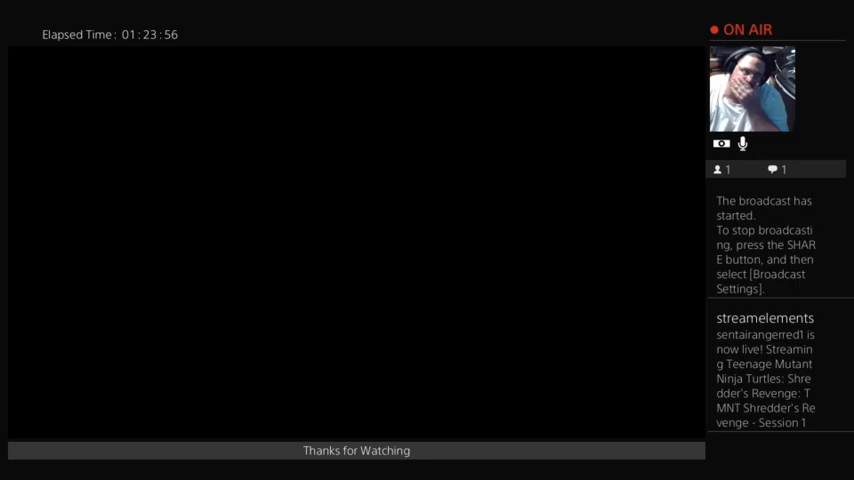 Elapsed Time: 01:23:56
ON AIR
1 1
The broadcast has
started.
To stop broadcasti
ng, press the SHAR
E button, and then
select [Broadcast
Settings].
streamelements
sentairangerred1 is
now live! Streamin
g Teenage Mutant
Ninja Turtles: Shre
dder's Revenge: T
MNT Shredder's Re
venge - Session 1
Thanks for Watching